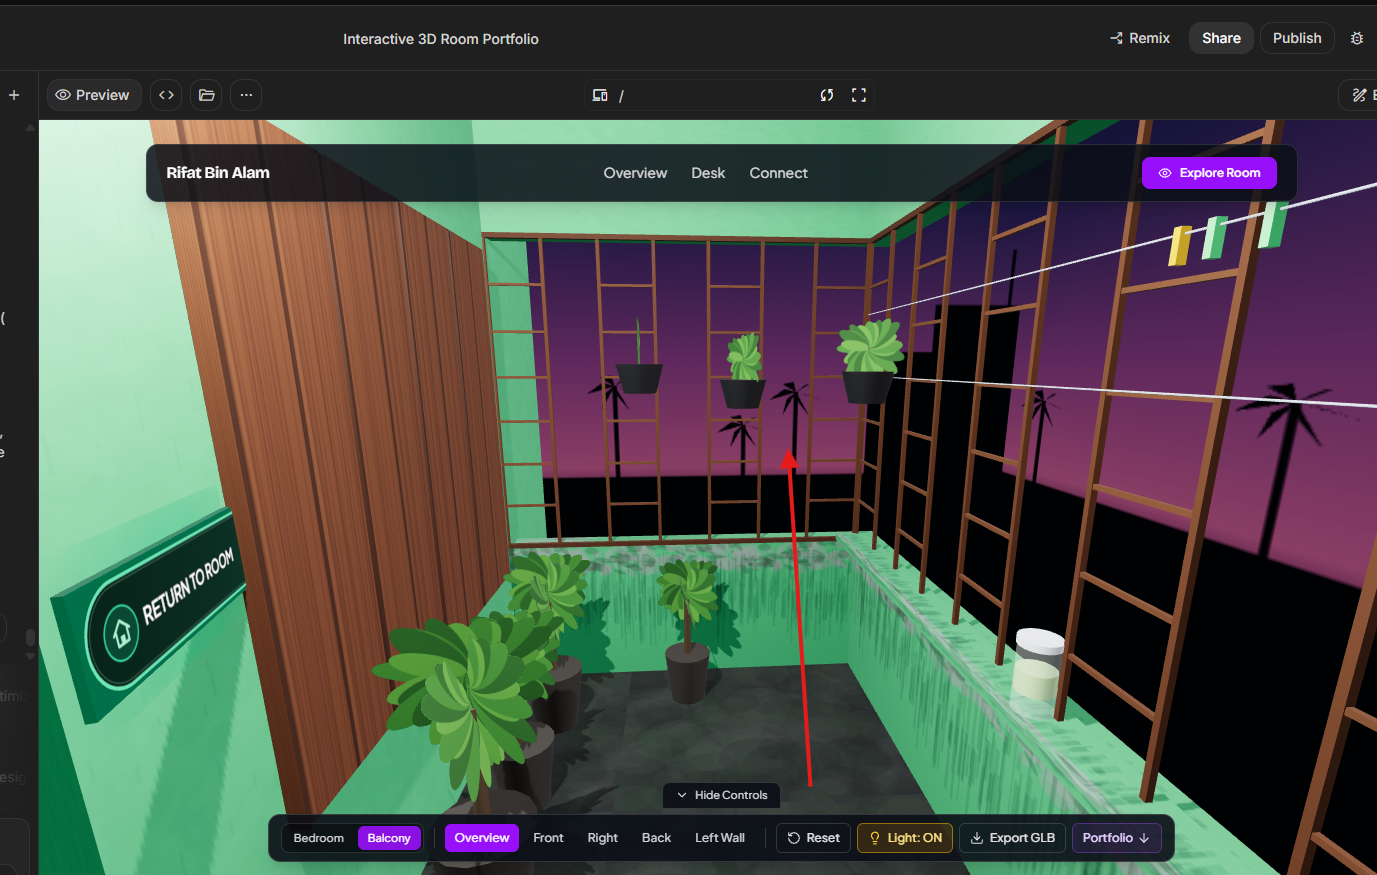 Interactive 3D Room Portfolio
Remix
Share
Publish
+
Preview
/
Rifat Bin Alam
Overview
Desk
Connect
Explore Room
(
,
e
RETURN TO ROOM
Hide Controls
Bedroom
Balcony
Overview
Front
Right
Back
Left Wall
Reset
Light: ON
Export GLB
Portfolio ↓